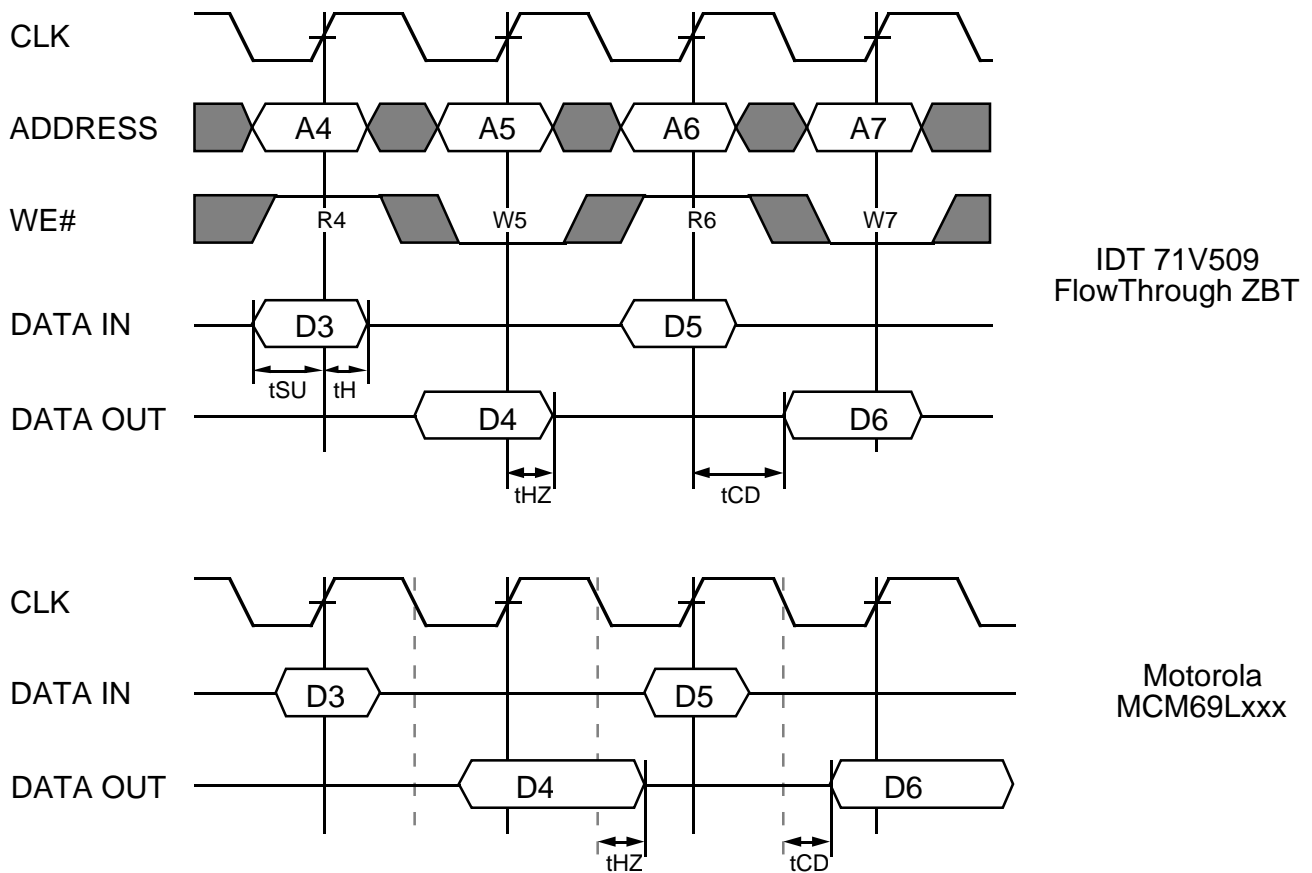 CLK
ADDRESS A4 A5 A6 A7
WE# R4 W5 R6 W7
IDT 71V509
FlowThrough ZBT
DATA IN D3 D5
tSU tH
DATA OUT D4 D6
tHZ tCD
CLK
DATA IN D3 D5
Motorola
MCM69Lxxx
DATA OUT D4 D6
tHZ tCD